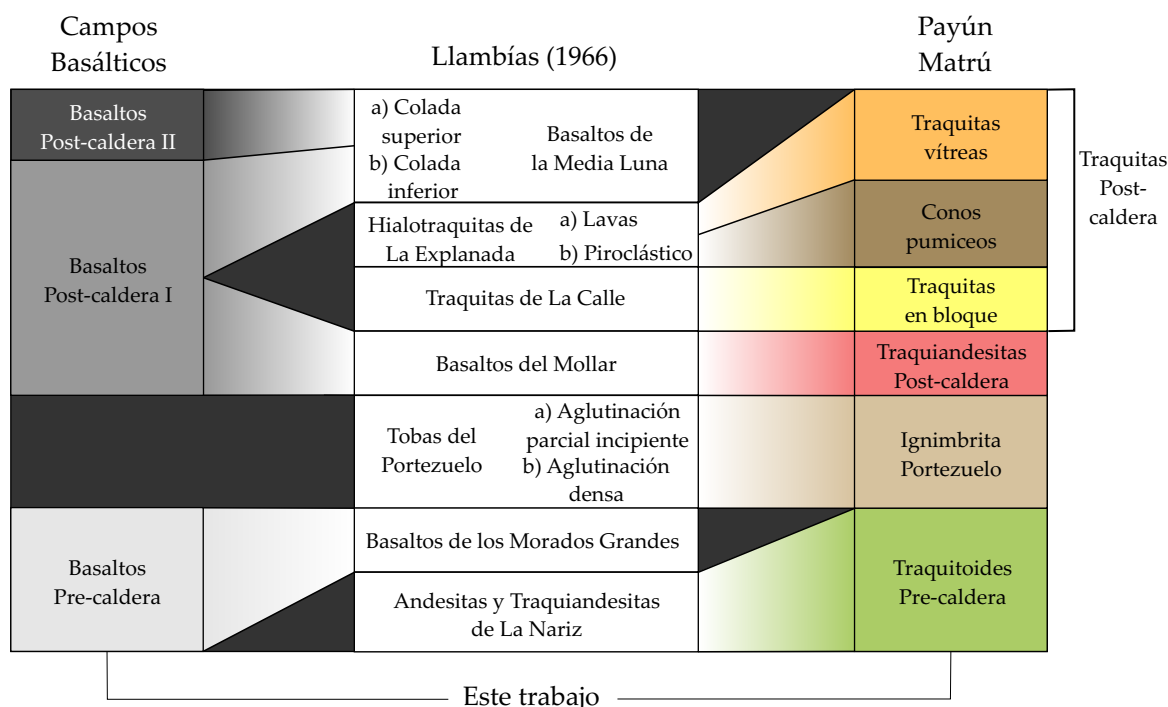 Campos
Basálticos
Llambías (1966)
Payún
Matrú
Basaltos
Post-caldera II
a) Colada
superior
b) Colada
inferior
Basaltos de
la Media Luna
Traquitas
vítreas
Traquitas
Post-
caldera
Basaltos
Post-caldera I
Hialotraquitas de
La Explanada
a) Lavas
b) Piroclástico
Conos
pumiceos
Traquitas de La Calle
Traquitas
en bloque
Basaltos del Mollar
Traquiandesitas
Post-caldera
Tobas del
Portezuelo
a) Aglutinación
parcial incipiente
b) Aglutinación
densa
Ignimbrita
Portezuelo
Basaltos
Pre-caldera
Basaltos de los Morados Grandes
Andesitas y Traquiandesitas
de La Nariz
Traquitoides
Pre-caldera
Este trabajo